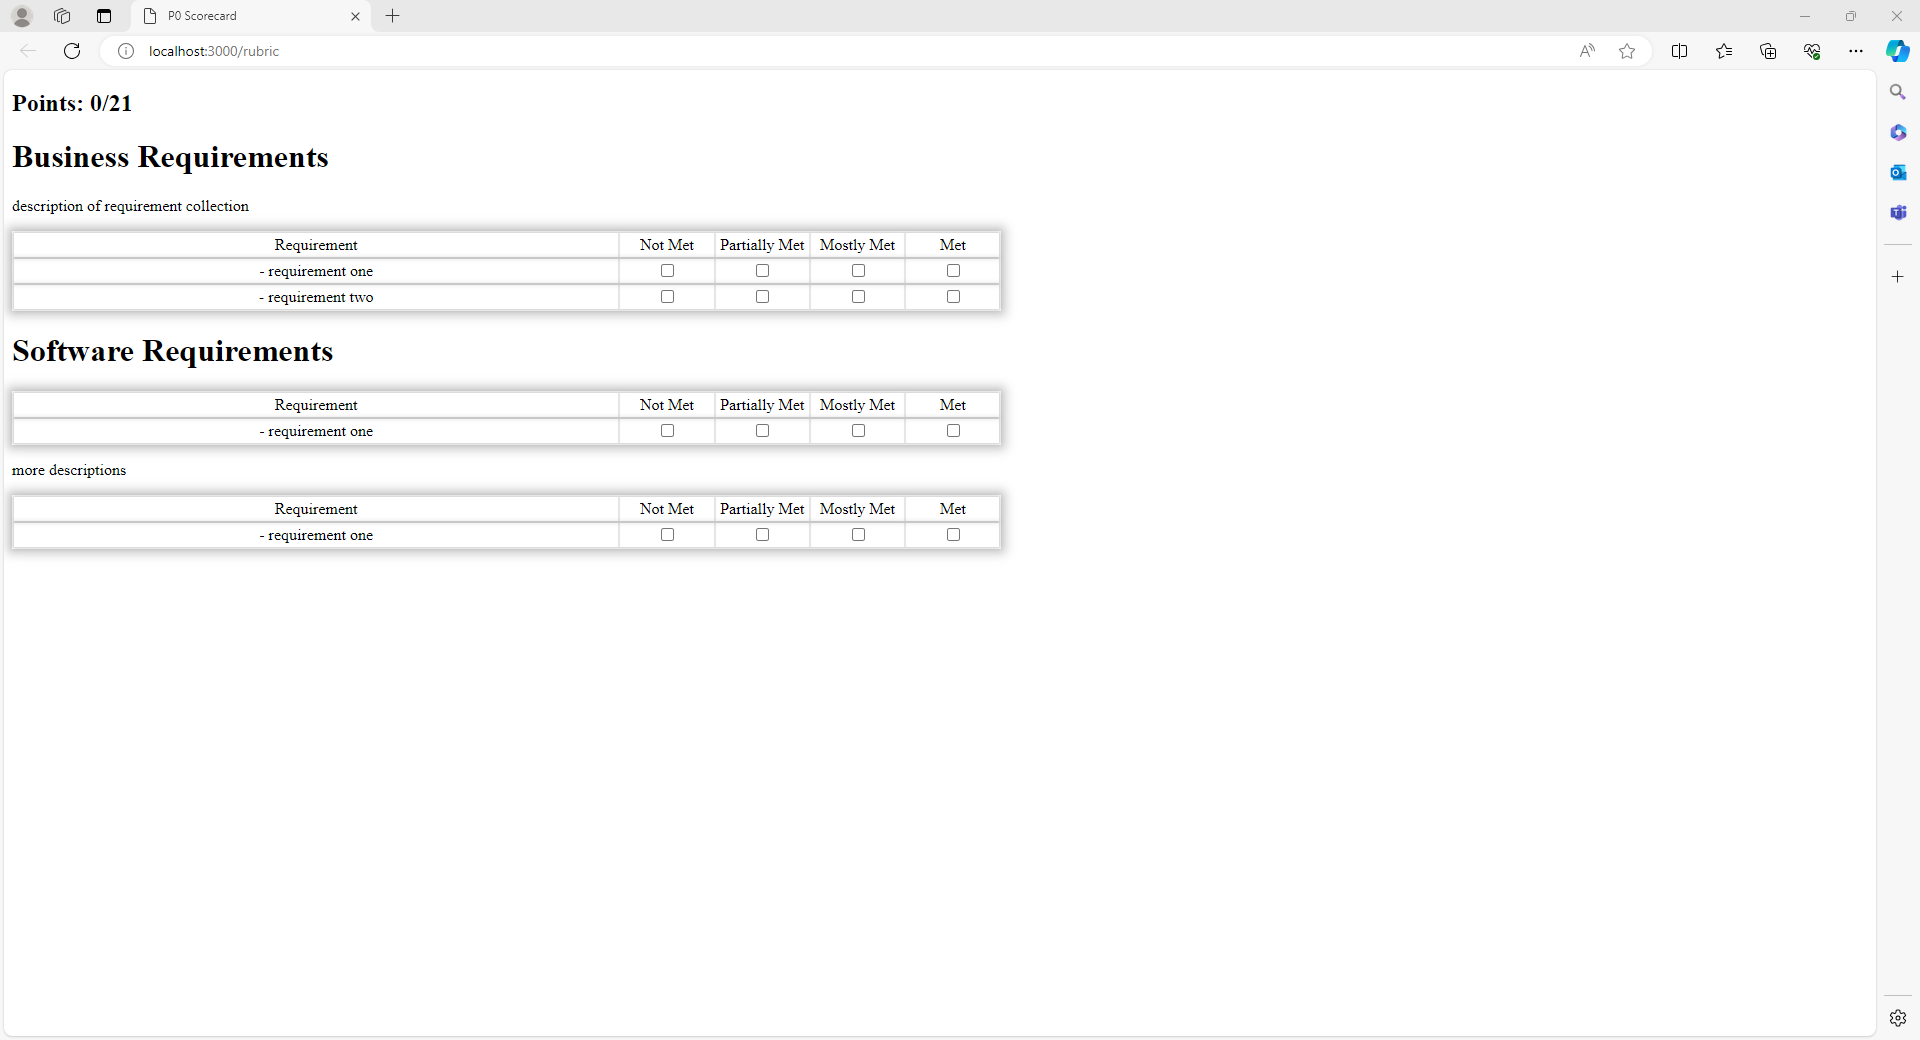 P0 Scorecard
localhost:3000/rubric
Points: 0/21
Business Requirements
description of requirement collection
Requirement Not Met Partially Met Mostly Met Met
- requirement one
- requirement two
Software Requirements
Requirement Not Met Partially Met Mostly Met Met
- requirement one
more descriptions
Requirement Not Met Partially Met Mostly Met Met
- requirement one